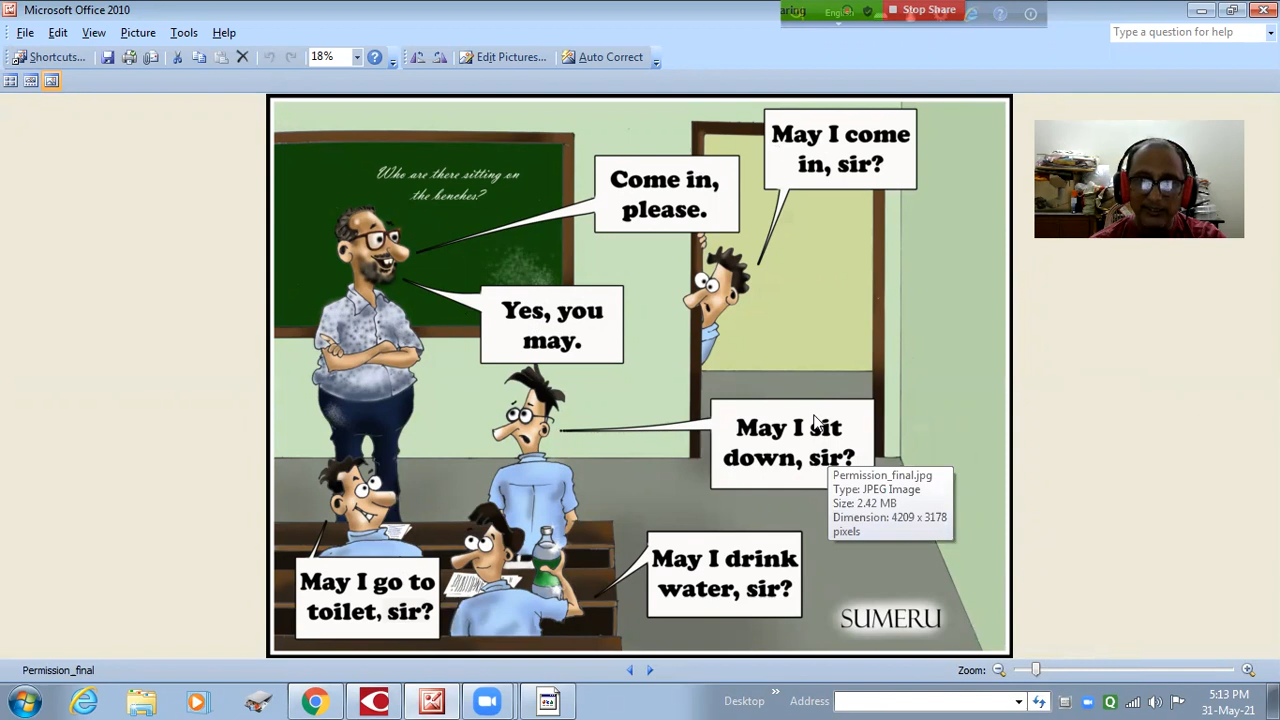 Microsoft Office 2010
aring
English
Stop Share
File Edit View Picture Tools Help
Type a question for help
Shortcuts...
18%
Edit Pictures...
Auto Correct
Who are there sitting on
the benches?
May I come
in, sir?
Come in,
please.
Yes, you
may.
May I sit
down, sir?
Permission_final.jpg
Type: JPEG Image
Size: 2.42 MB
Dimension: 4209 x 3178
pixels
May I drink
water, sir?
May I go to
toilet, sir?
SUMERU
Permission_final
Zoom:
Desktop
Address
5:13 PM
31-May-21